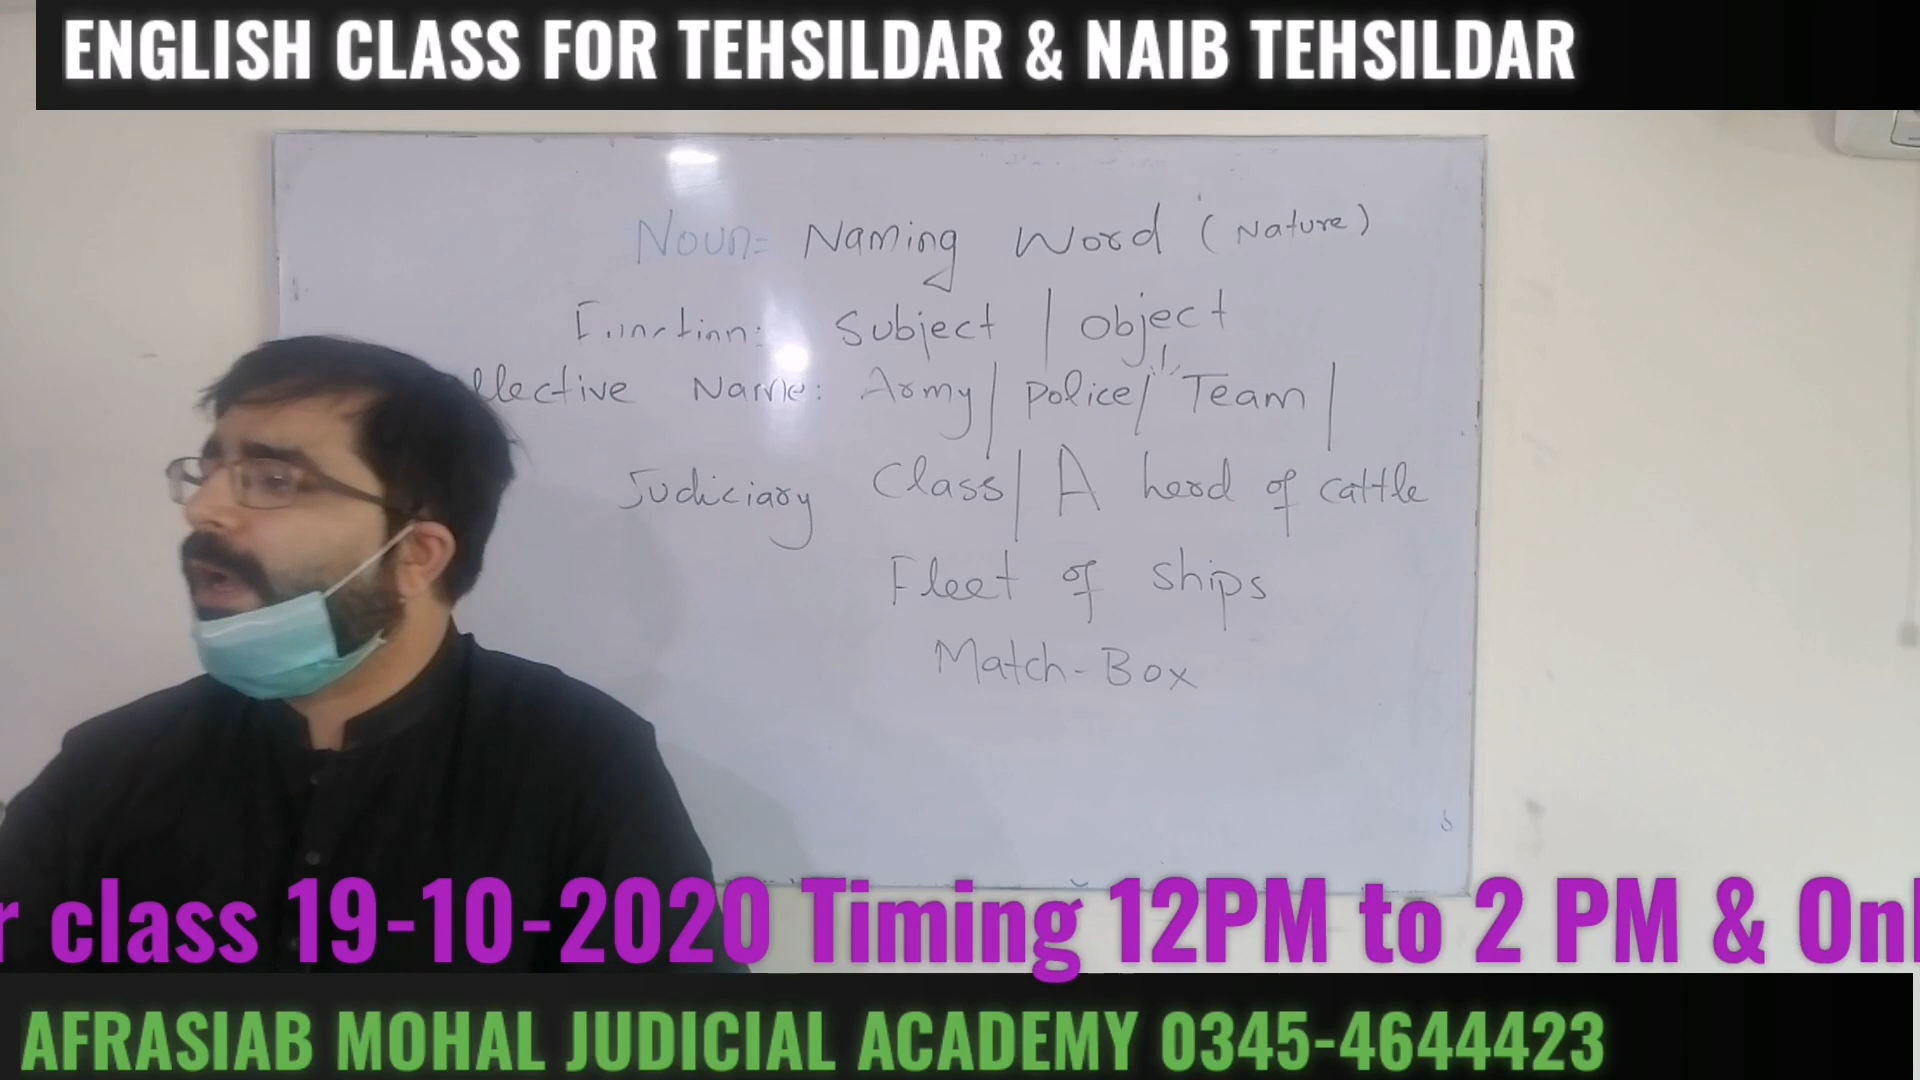 ENGLISH CLASS FOR TEHSILDAR & NAIB TEHSILDAR
Noun= Naming Word (Nature)
Function: Subject | Object
llective Name: Army| Police/ Team |
Judiciary Class| A herd of cattle
Fleet of ships
Match-Box
r class 19-10-2020 Timing 12PM to 2 PM & Onl
AFRASIAB MOHAL JUDICIAL ACADEMY 0345-4644423